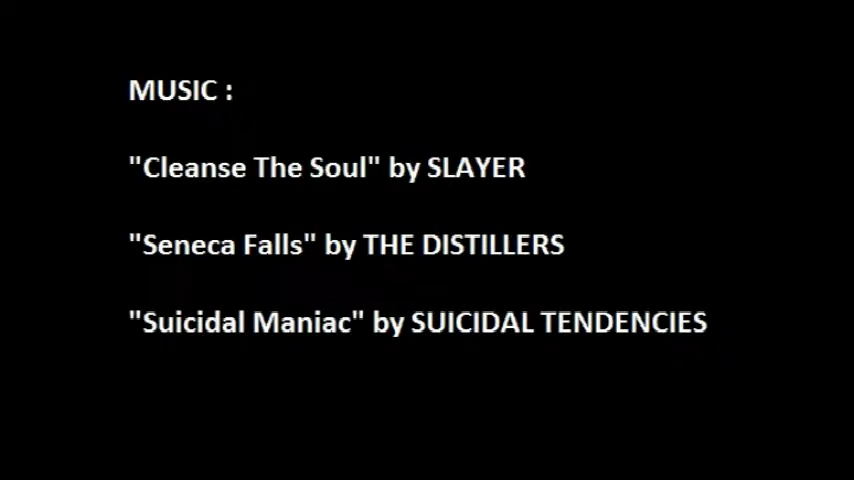 MUSIC :
"Cleanse The Soul" by SLAYER
"Seneca Falls" by THE DISTILLERS
"Suicidal Maniac" by SUICIDAL TENDENCIES